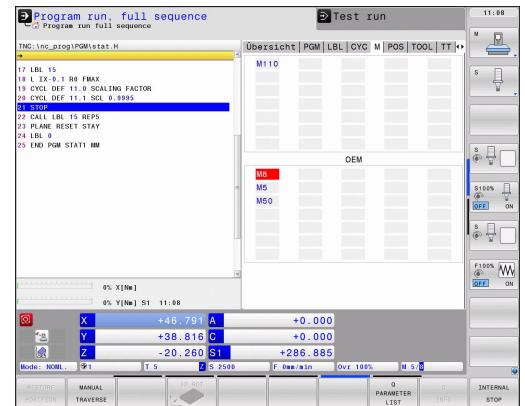 Program run, full sequence
Program run full sequence
Test run
11:08
TNC:\nc_prog\PGM\stat.H
17 LBL 15
18 L IX-0.1 R0 FMAX
19 CYCL DEF 11.0 SCALING FACTOR
20 CYCL DEF 11.1 SCL 0.9995
21 STOP
22 CALL LBL 15 REP5
23 PLANE RESET STAY
24 LBL 0
25 END PGM STAT1 MM
Übersicht PGM LBL CYC M POS TOOL TT
M110
OEM
M8
M5
M50
0% X[Nm]
0% Y[Nm] S1 11:08
X +46.791 A +0.000
Y +38.816 C +0.000
Z -20.260 S1 +286.885
Mode: NOML. 1 T 5 Z S 2500 F 0mm/min Ovr 100% M 5/8
M
S
S
S100%
OFF ON
S
F100%
OFF ON
RESTORE POSITION
MANUAL TRAVERSE
3D ROT
Q PARAMETER LIST
Q INFO
INTERNAL STOP